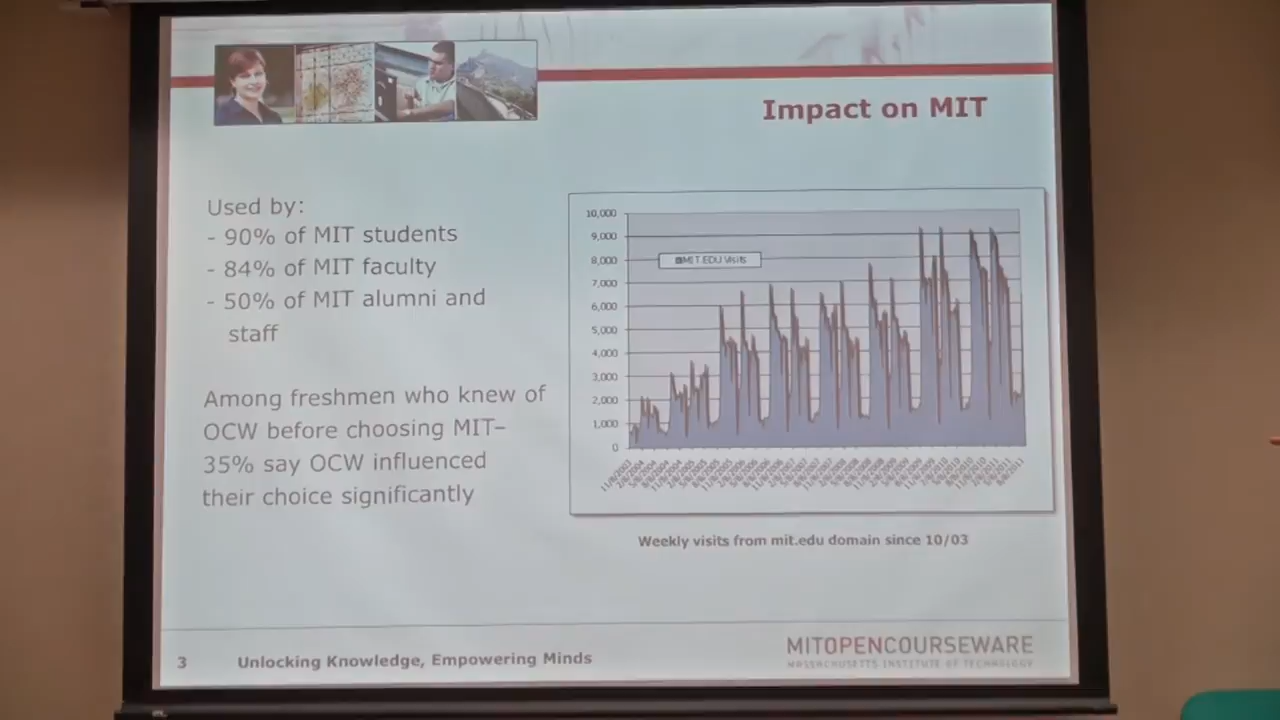 Impact on MIT
Used by:
- 90% of MIT students
- 84% of MIT faculty
- 50% of MIT alumni and
staff
Among freshmen who knew of
OCW before choosing MIT–
35% say OCW influenced
their choice significantly
10,000
9,000
8,000
7,000
6,000
5,000
4,000
3,000
2,000
1,000
0
MIT.EDU Visits
Weekly visits from mit.edu domain since 10/03
3
Unlocking Knowledge, Empowering Minds
MITOPENCOURSEWARE
MASSACHUSETTS INSTITUTE OF TECHNOLOGY